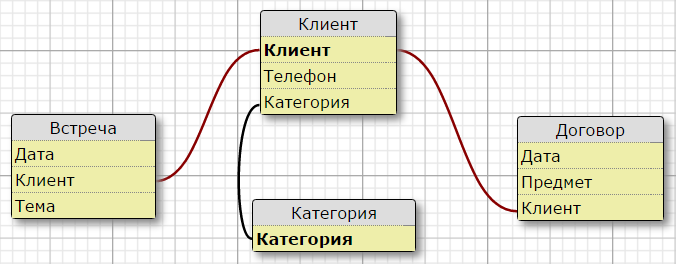 Клиент
Клиент
Телефон
Категория
Встреча
Дата
Клиент
Тема
Договор
Дата
Предмет
Клиент
Категория
Категория